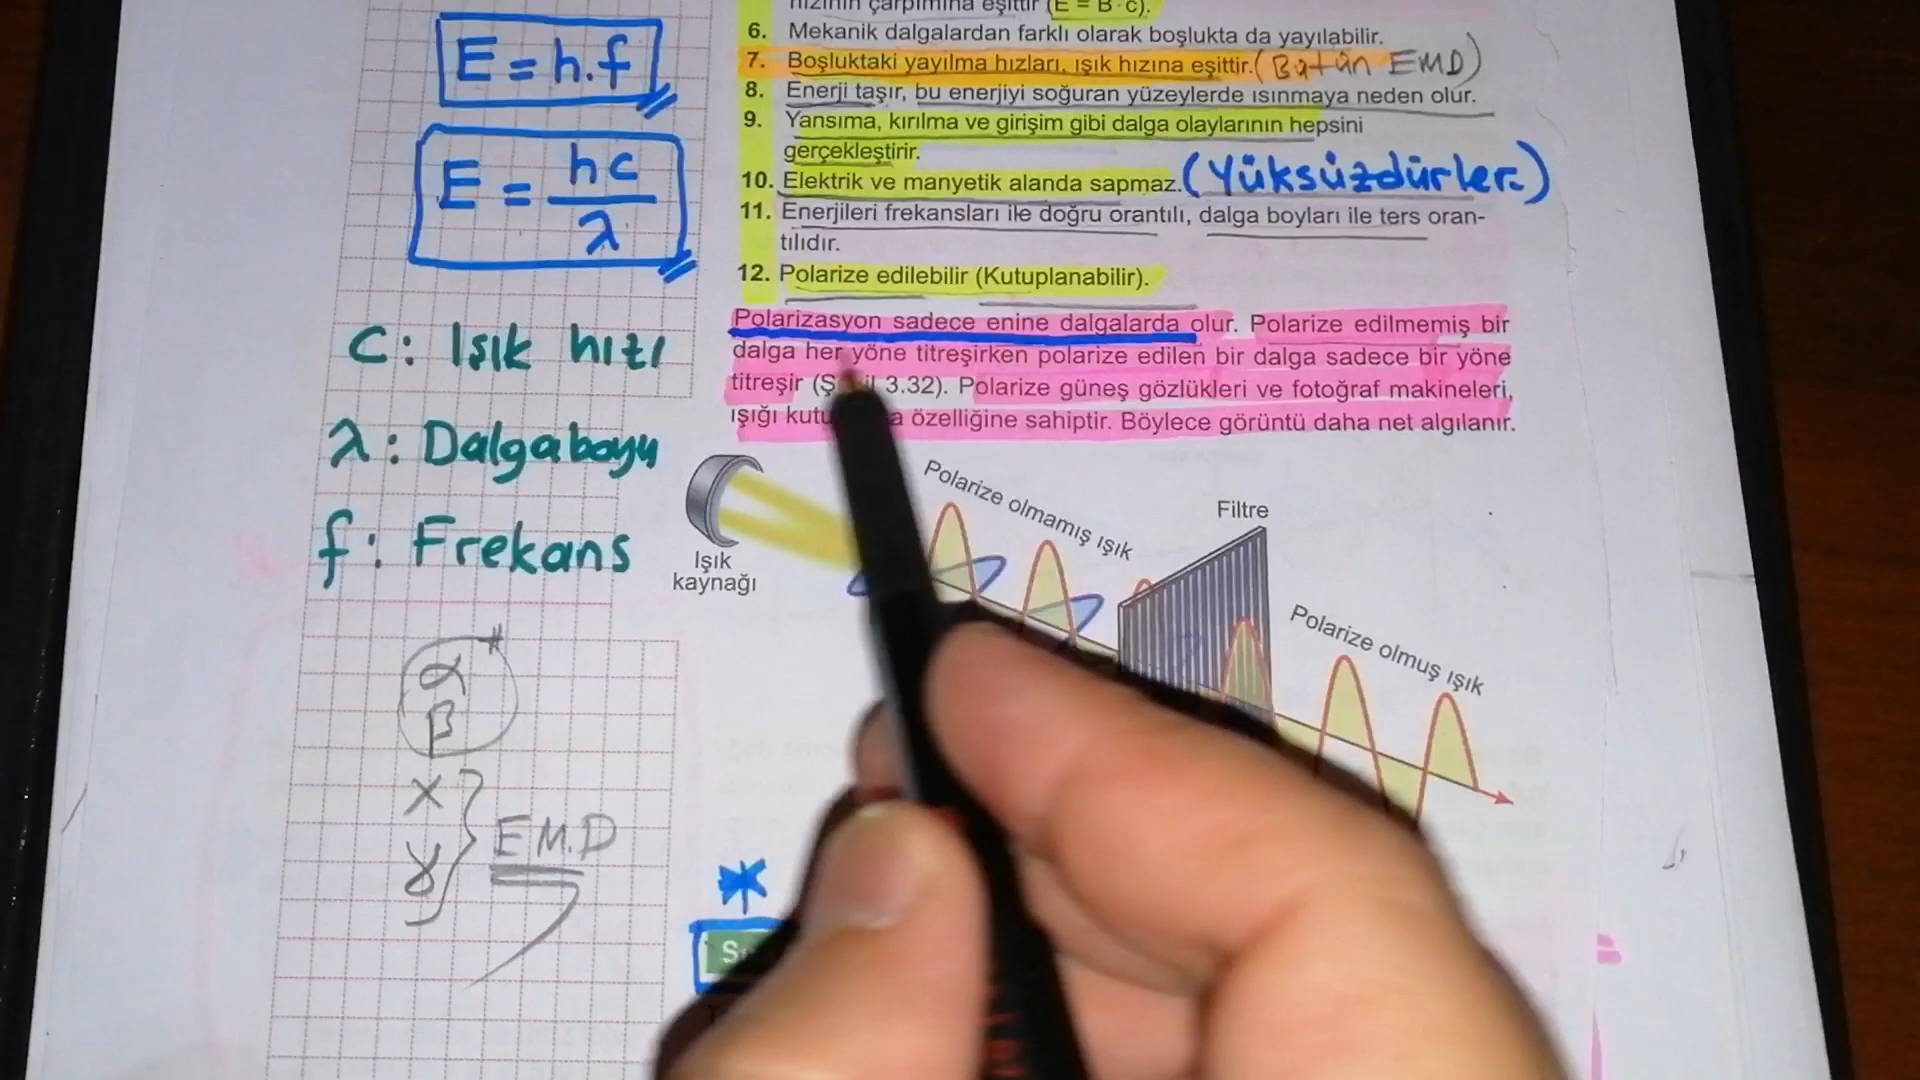 hızının çarpımına eşittir (E = B·c).
6. Mekanik dalgalardan farklı olarak boşlukta da yayılabilir.
7. Boşluktaki yayılma hızları, ışık hızına eşittir. (Bütün EMD)
8. Enerji taşır, bu enerjiyi soğuran yüzeylerde ısınmaya neden olur.
9. Yansıma, kırılma ve girişim gibi dalga olaylarının hepsini
gerçekleştirir.
10. Elektrik ve manyetik alanda sapmaz. (Yüksüzdürler.)
11. Enerjileri frekansları ile doğru orantılı, dalga boyları ile ters oran-
tılıdır.
12. Polarize edilebilir (Kutuplanabilir).
Polarizasyon sadece enine dalgalarda olur. Polarize edilmemiş bir
dalga her yöne titreşirken polarize edilen bir dalga sadece bir yöne
titreşir 3.32). Polarize güneş gözlükleri ve fotoğraf makineleri,
ışığı özelliğine sahiptir. Böylece görüntü daha net algılanır.
Işık
kaynağı
Polarize olmamış ışık
Filtre
Polarize olmuş ışık
E = h.f
E = hc/λ
c: Işık hızı
λ: Dalgaboyu
f: Frekans
α
β
X
γ
E.M.D